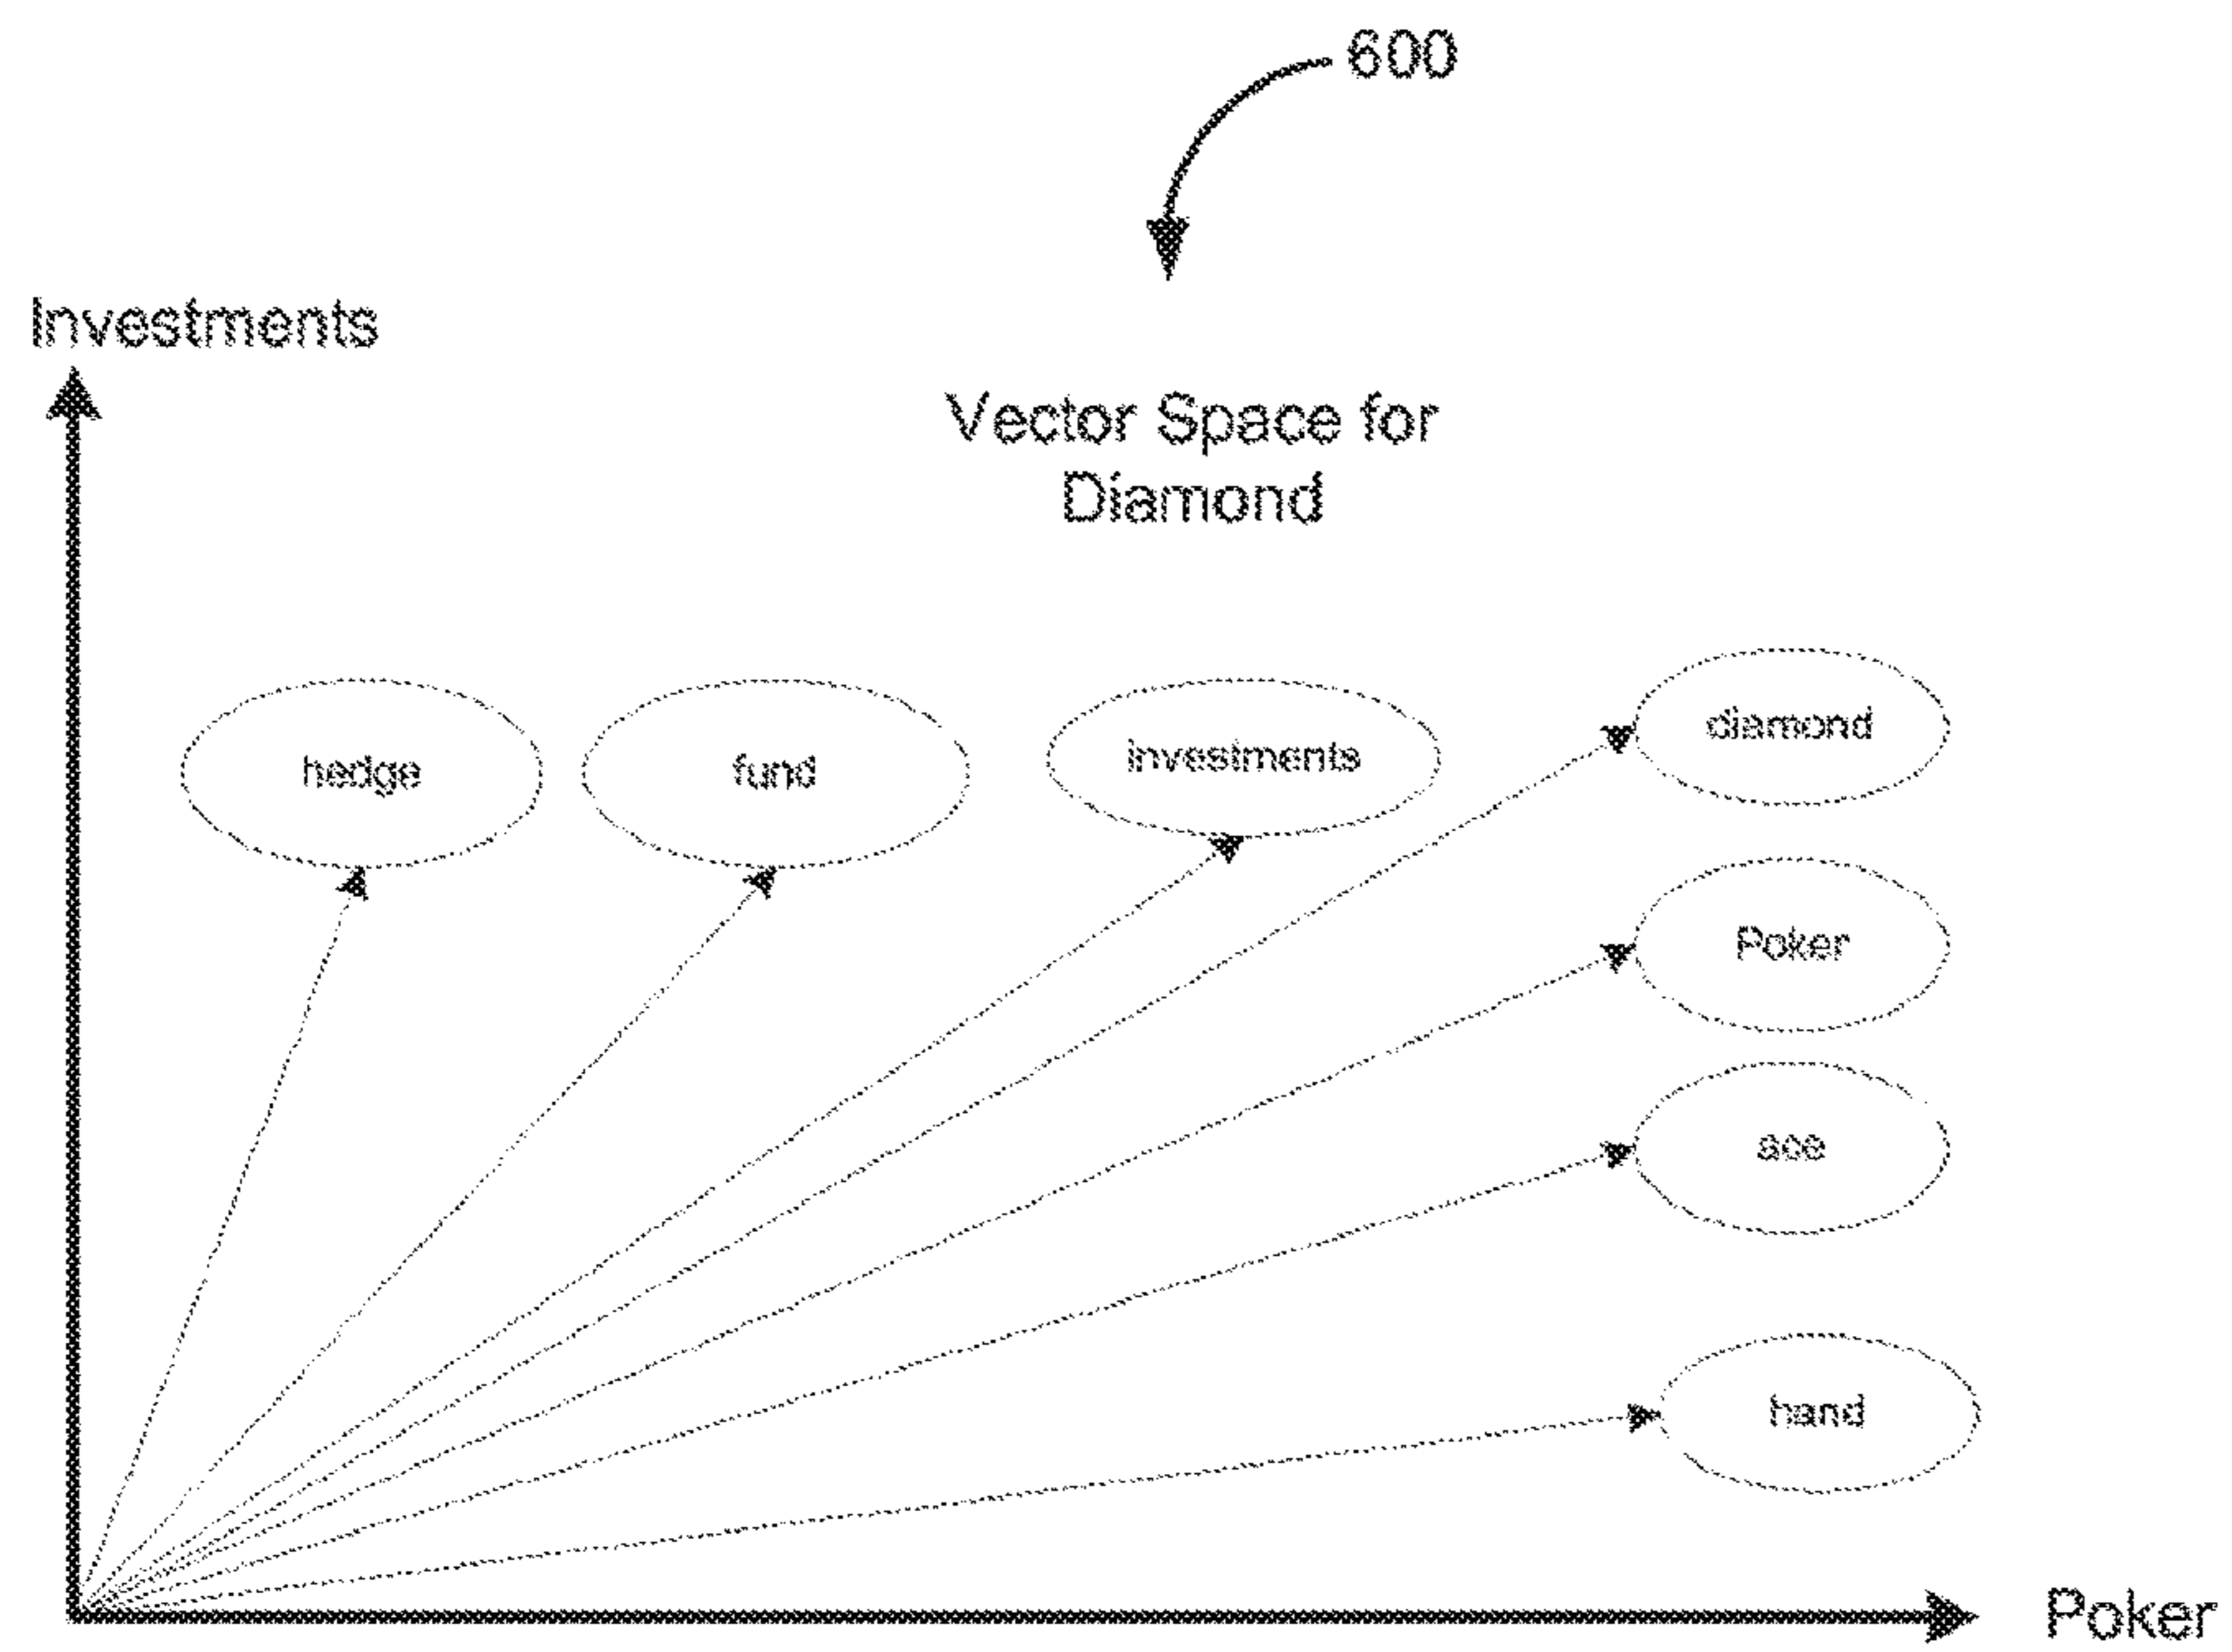 600
Investments
Vector Space for
Diamond
hedge
fund
investments
diamond
Poker
ace
hand
Poker